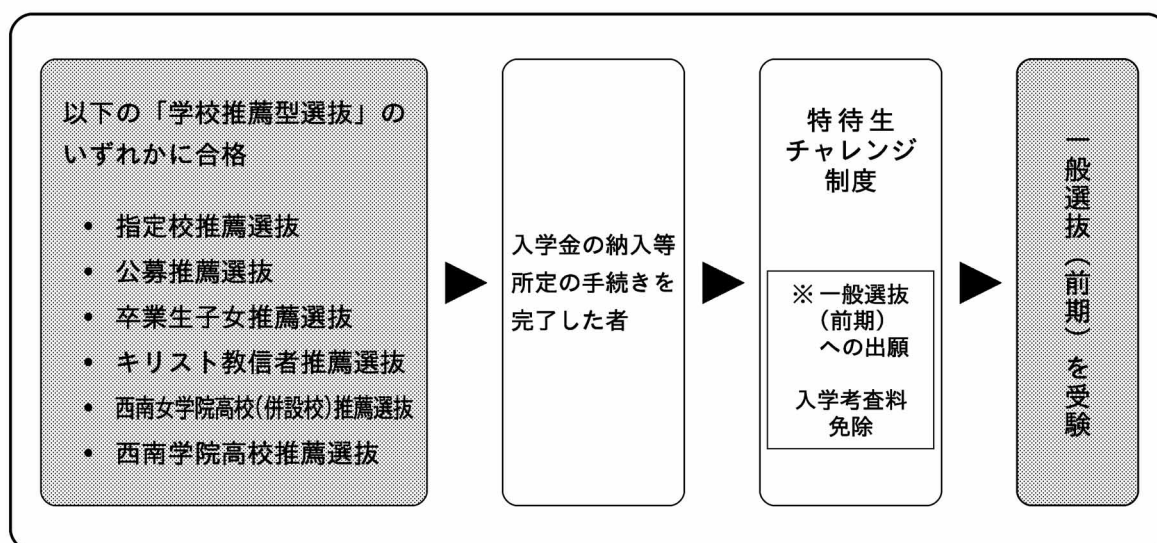 以下の「学校推薦型選抜」の
いずれかに合格
• 指定校推薦選抜
• 公募推薦選抜
• 卒業生子女推薦選抜
• キリスト教信者推薦選抜
• 西南女学院高校(併設校)推薦選抜
• 西南学院高校推薦選抜
入学金の納入等
所定の手続きを
完了した者
特待生
チャレンジ
制度
※ 一般選抜
(前期)
への出願
入学考査料
免除
一般選抜(前期)を受験